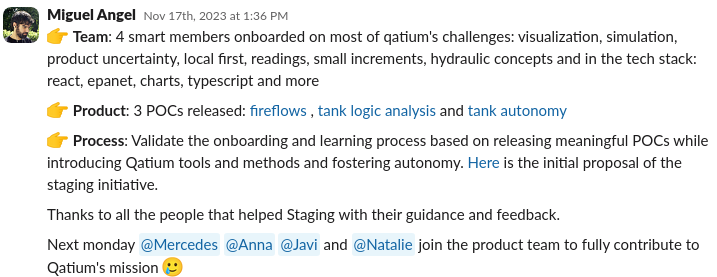 Miguel Angel Nov 17th, 2023 at 1:36 PM
👉 Team: 4 smart members onboarded on most of qatium's challenges: visualization, simulation,
product uncertainty, local first, readings, small increments, hydraulic concepts and in the tech stack:
react, epanet, charts, typescript and more
👉 Product: 3 POCs released: fireflows , tank logic analysis and tank autonomy
👉 Process: Validate the onboarding and learning process based on releasing meaningful POCs while
introducing Qatium tools and methods and fostering autonomy. Here is the initial proposal of the
staging initiative.
Thanks to all the people that helped Staging with their guidance and feedback.
Next monday @Mercedes @Anna @Javi and @Natalie join the product team to fully contribute to
Qatium's mission 🥲